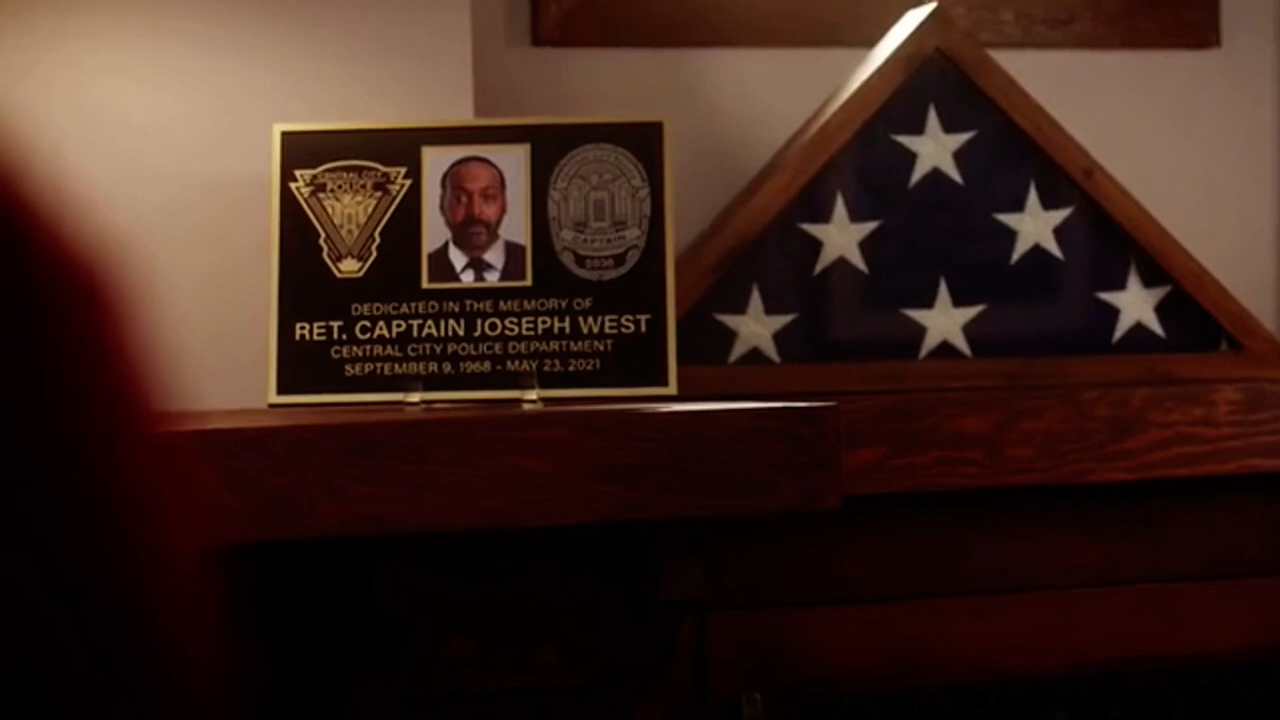 CENTRAL CITY
POLICE
CAPTAIN
DEDICATED IN THE MEMORY OF
RET. CAPTAIN JOSEPH WEST
CENTRAL CITY POLICE DEPARTMENT
SEPTEMBER 9, 1968 - MAY 23, 2021